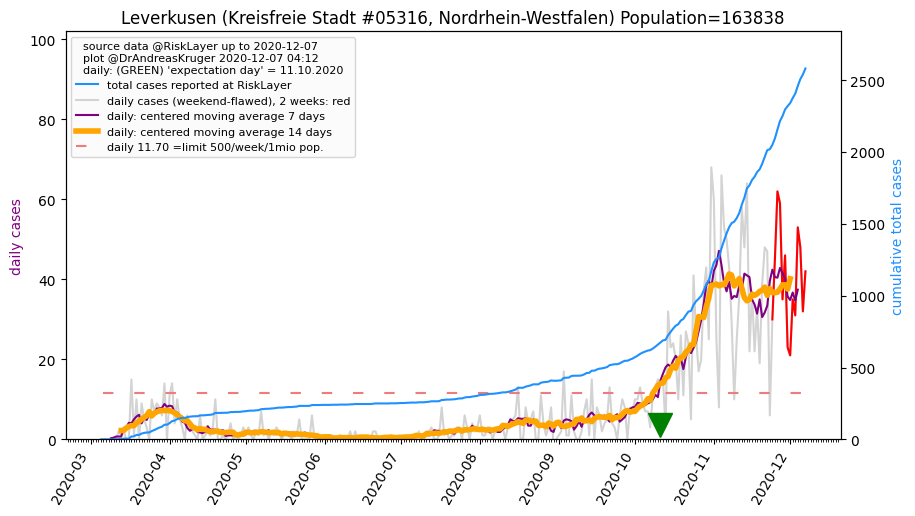 Leverkusen (Kreisfreie Stadt #05316, Nordrhein-Westfalen) Population=163838
source data @RiskLayer up to 2020-12-07
plot @DrAndreasKruger 2020-12-07 04:12
daily: (GREEN) 'expectation day' = 11.10.2020
total cases reported at RiskLayer
daily cases (weekend-flawed), 2 weeks: red
daily: centered moving average 7 days
daily: centered moving average 14 days
daily 11.70 =limit 500/week/1mio pop.
daily cases
100
80
60
40
20
0
cumulative total cases
2500
2000
1500
1000
500
0
2020-03
2020-04
2020-05
2020-06
2020-07
2020-08
2020-09
2020-10
2020-11
2020-12